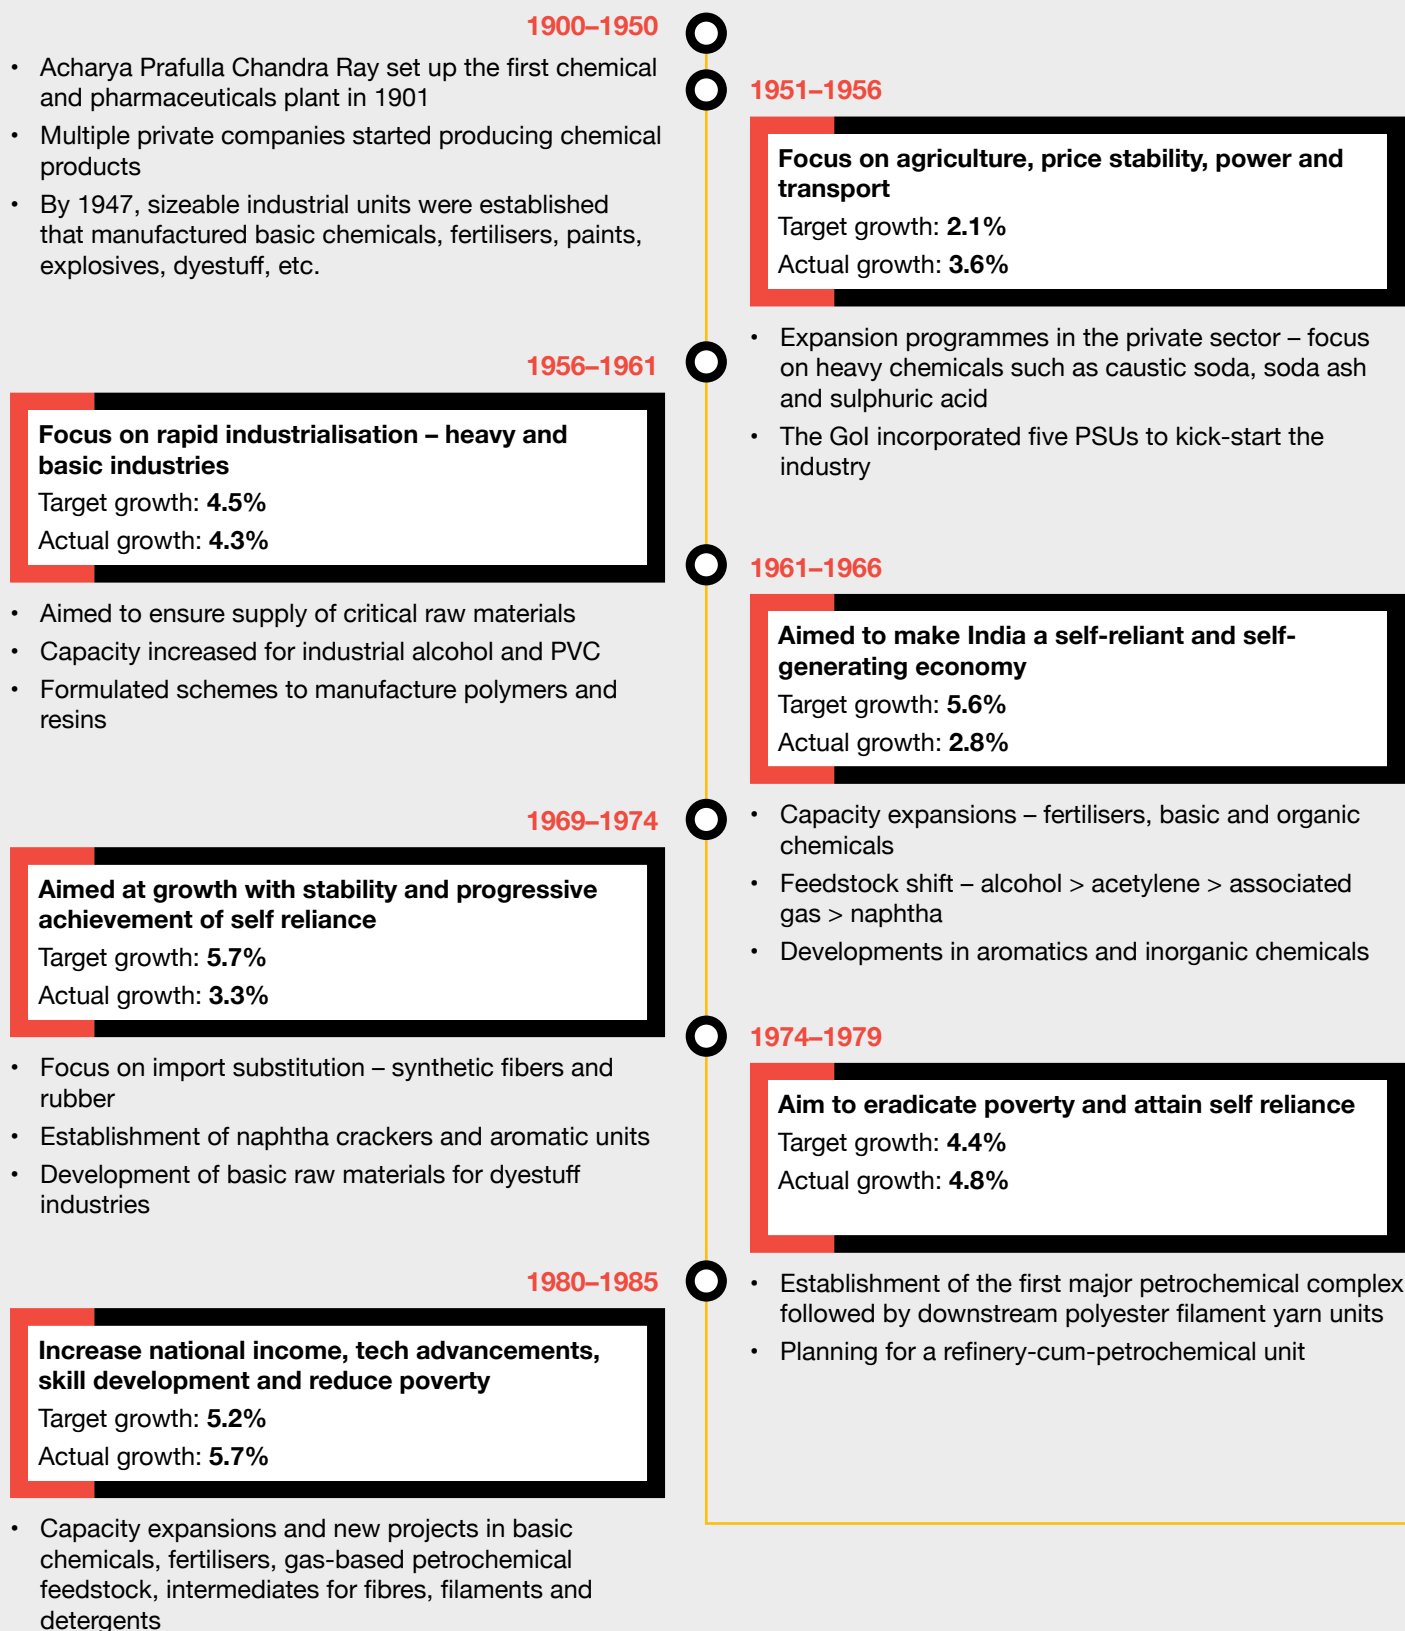 1900–1950
• Acharya Prafulla Chandra Ray set up the first chemical
and pharmaceuticals plant in 1901
• Multiple private companies started producing chemical
products
• By 1947, sizeable industrial units were established
that manufactured basic chemicals, fertilisers, paints,
explosives, dyestuff, etc.
1951–1956
Focus on agriculture, price stability, power and
transport
Target growth: 2.1%
Actual growth: 3.6%
• Expansion programmes in the private sector – focus
on heavy chemicals such as caustic soda, soda ash
and sulphuric acid
• The GoI incorporated five PSUs to kick-start the
industry
1956–1961
Focus on rapid industrialisation – heavy and
basic industries
Target growth: 4.5%
Actual growth: 4.3%
• Aimed to ensure supply of critical raw materials
• Capacity increased for industrial alcohol and PVC
• Formulated schemes to manufacture polymers and
resins
1961–1966
Aimed to make India a self-reliant and self-
generating economy
Target growth: 5.6%
Actual growth: 2.8%
• Capacity expansions – fertilisers, basic and organic
chemicals
• Feedstock shift – alcohol > acetylene > associated
gas > naphtha
• Developments in aromatics and inorganic chemicals
1969–1974
Aimed at growth with stability and progressive
achievement of self reliance
Target growth: 5.7%
Actual growth: 3.3%
• Focus on import substitution – synthetic fibers and
rubber
• Establishment of naphtha crackers and aromatic units
• Development of basic raw materials for dyestuff
industries
1974–1979
Aim to eradicate poverty and attain self reliance
Target growth: 4.4%
Actual growth: 4.8%
• Establishment of the first major petrochemical complex
followed by downstream polyester filament yarn units
• Planning for a refinery-cum-petrochemical unit
1980–1985
Increase national income, tech advancements,
skill development and reduce poverty
Target growth: 5.2%
Actual growth: 5.7%
• Capacity expansions and new projects in basic
chemicals, fertilisers, gas-based petrochemical
feedstock, intermediates for fibres, filaments and
detergents